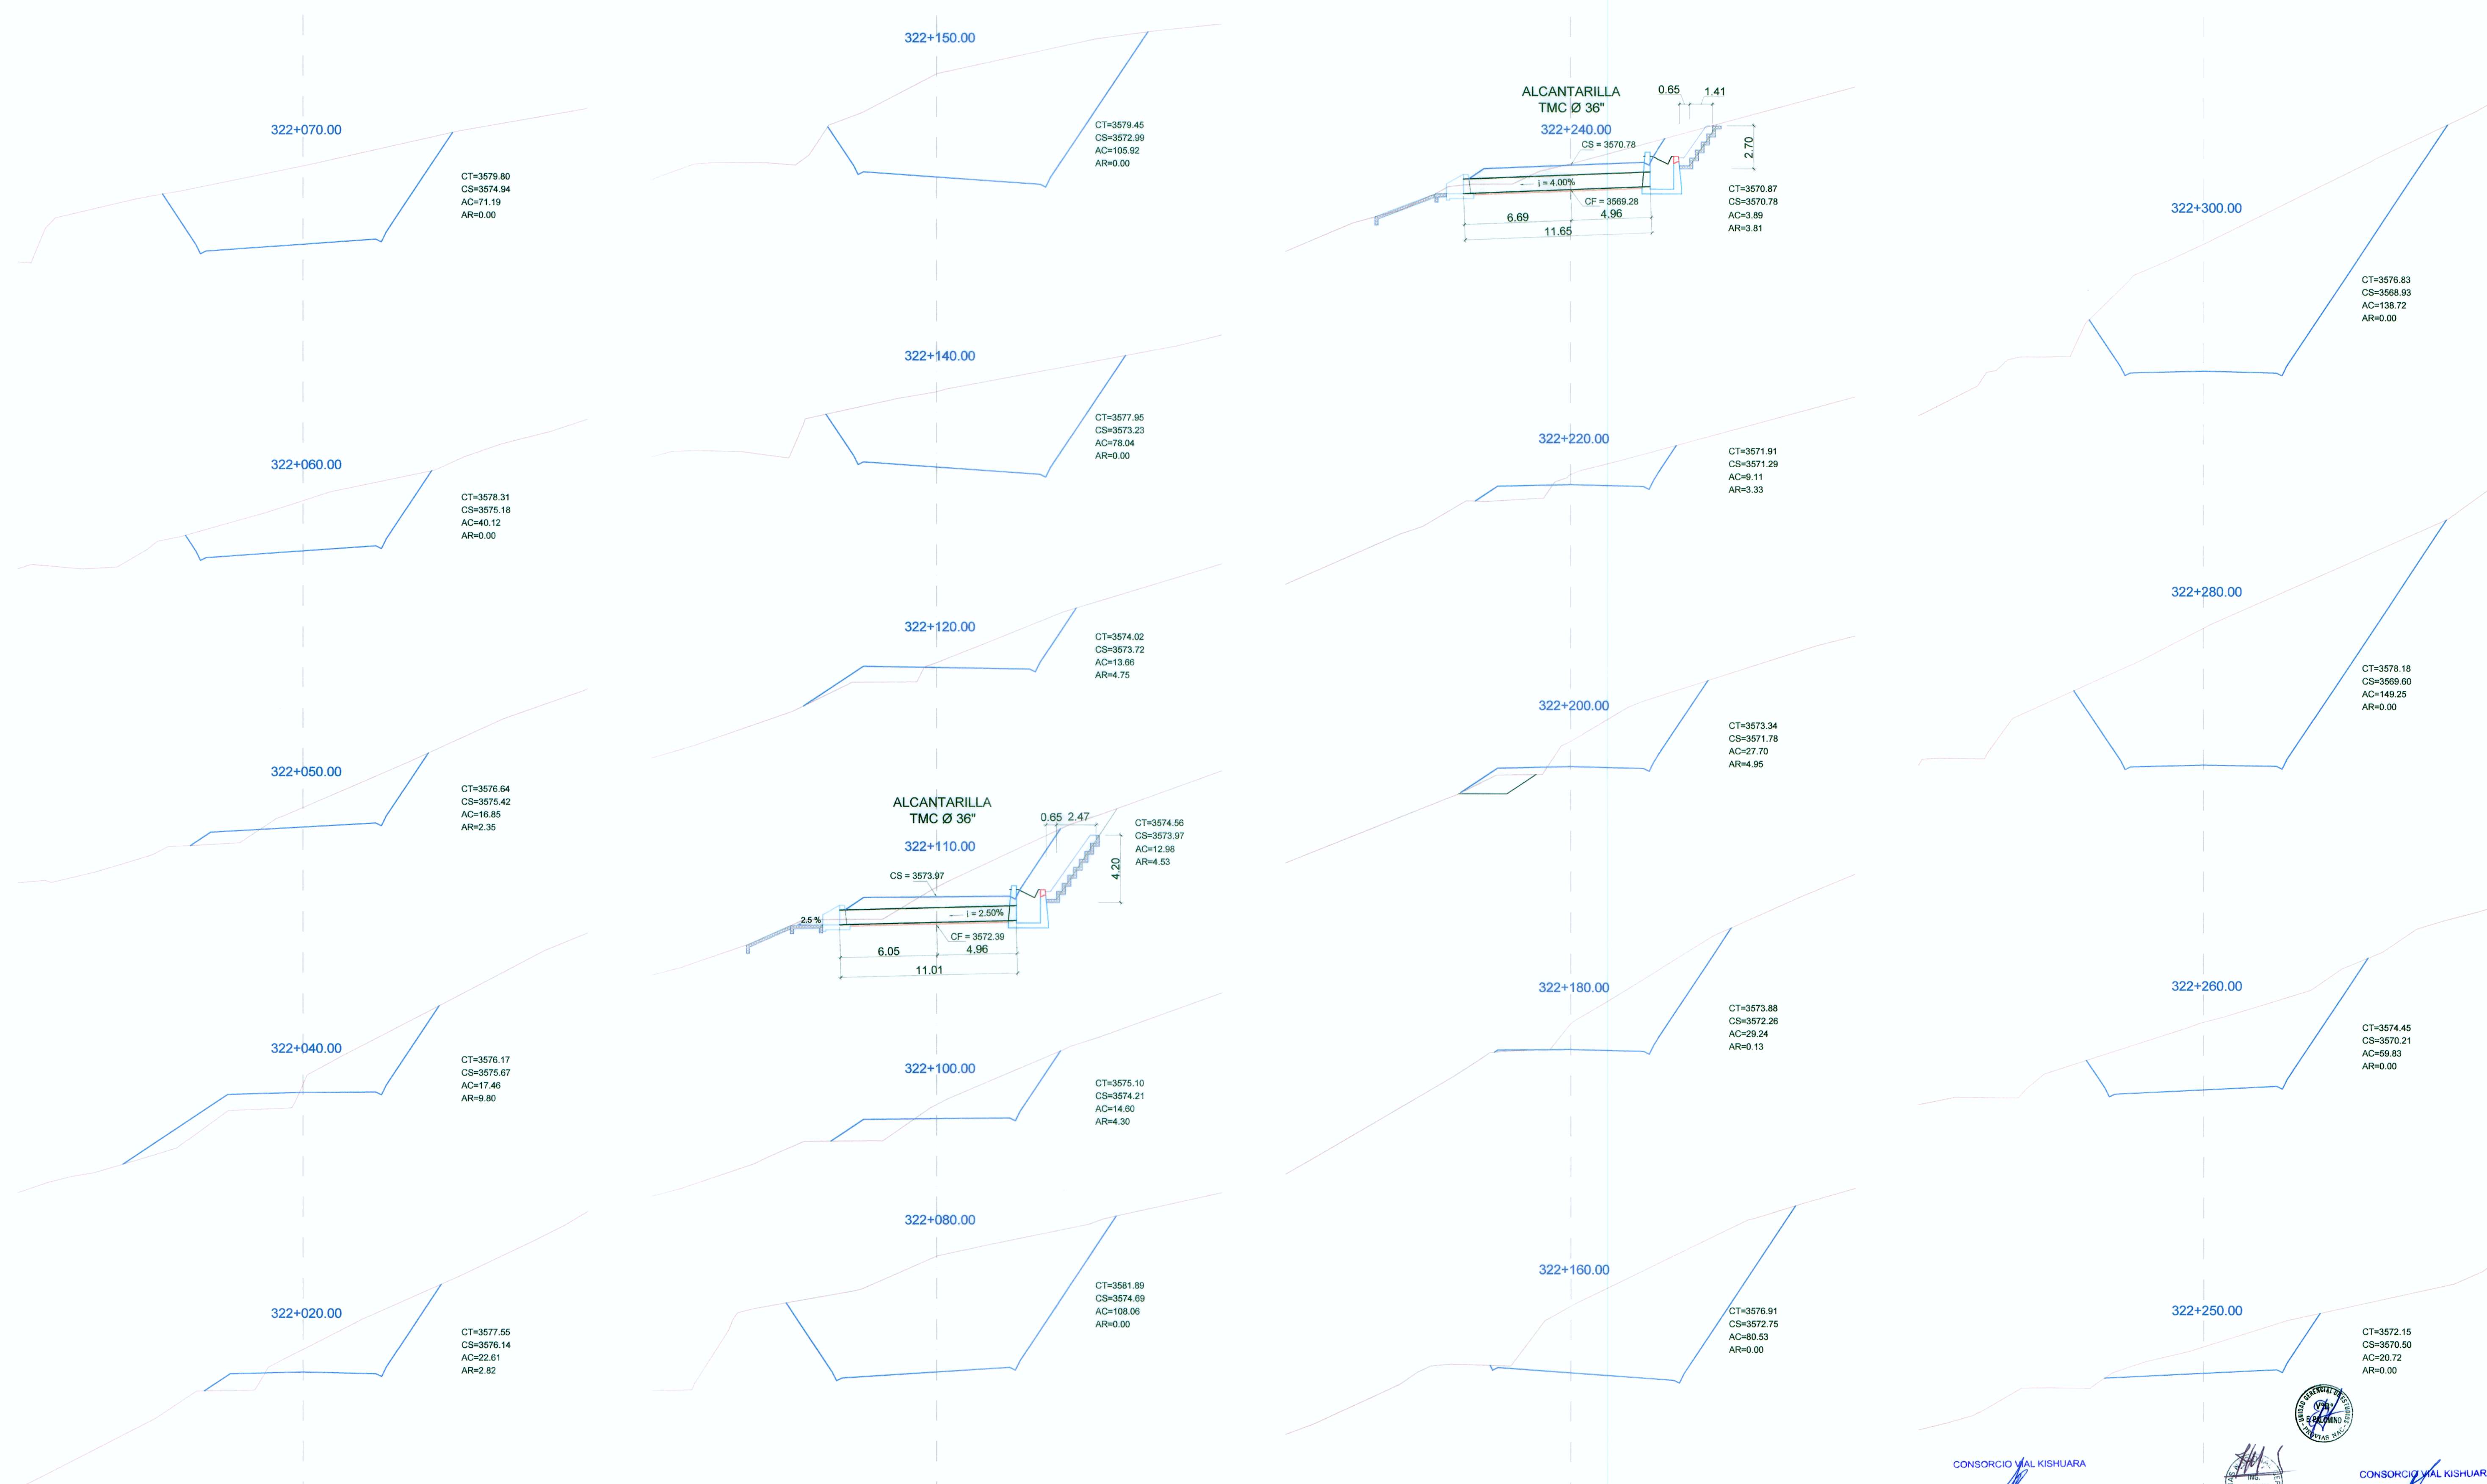 322+070.00
CT=3579.80
CS=3574.94
AC=71.19
AR=0.00
322+060.00
CT=3578.31
CS=3575.18
AC=40.12
AR=0.00
322+050.00
CT=3576.64
CS=3575.42
AC=16.85
AR=2.35
322+040.00
CT=3576.17
CS=3575.67
AC=17.46
AR=9.80
322+020.00
CT=3577.55
CS=3576.14
AC=22.61
AR=2.82
322+150.00
CT=3579.45
CS=3572.99
AC=105.92
AR=0.00
322+140.00
CT=3577.95
CS=3573.23
AC=78.04
AR=0.00
322+120.00
CT=3574.02
CS=3573.72
AC=13.66
AR=4.75
ALCANTARILLA
TMC Ø 36"
322+110.00
0.65 2.47
4.20
CT=3574.56
CS=3573.97
AC=12.98
AR=4.53
CS = 3573.97
2.5 %
i = 2.50%
CF = 3572.39
6.05 4.96
11.01
322+100.00
CT=3575.10
CS=3574.21
AC=14.60
AR=4.30
322+080.00
CT=3581.89
CS=3574.69
AC=108.06
AR=0.00
ALCANTARILLA
TMC Ø 36"
322+240.00
0.65 1.41
2.70
CS = 3570.78
i = 4.00%
CF = 3569.28
6.69 4.96
11.65
CT=3570.87
CS=3570.78
AC=3.89
AR=3.81
322+220.00
CT=3571.91
CS=3571.29
AC=9.11
AR=3.33
322+200.00
CT=3573.34
CS=3571.78
AC=27.70
AR=4.95
322+180.00
CT=3573.88
CS=3572.26
AC=29.24
AR=0.13
322+160.00
CT=3576.91
CS=3572.75
AC=80.53
AR=0.00
322+300.00
CT=3576.83
CS=3568.93
AC=138.72
AR=0.00
322+280.00
CT=3578.18
CS=3569.60
AC=149.25
AR=0.00
322+260.00
CT=3574.45
CS=3570.21
AC=59.83
AR=0.00
322+250.00
CT=3572.15
CS=3570.50
AC=20.72
AR=0.00
UNIDAD GERENCIAL DE ESTUDIOS
PROVIAS NAC.
CONSORCIO VIAL KISHUARA
ING.
CONSORCIO VIAL KISHUAR